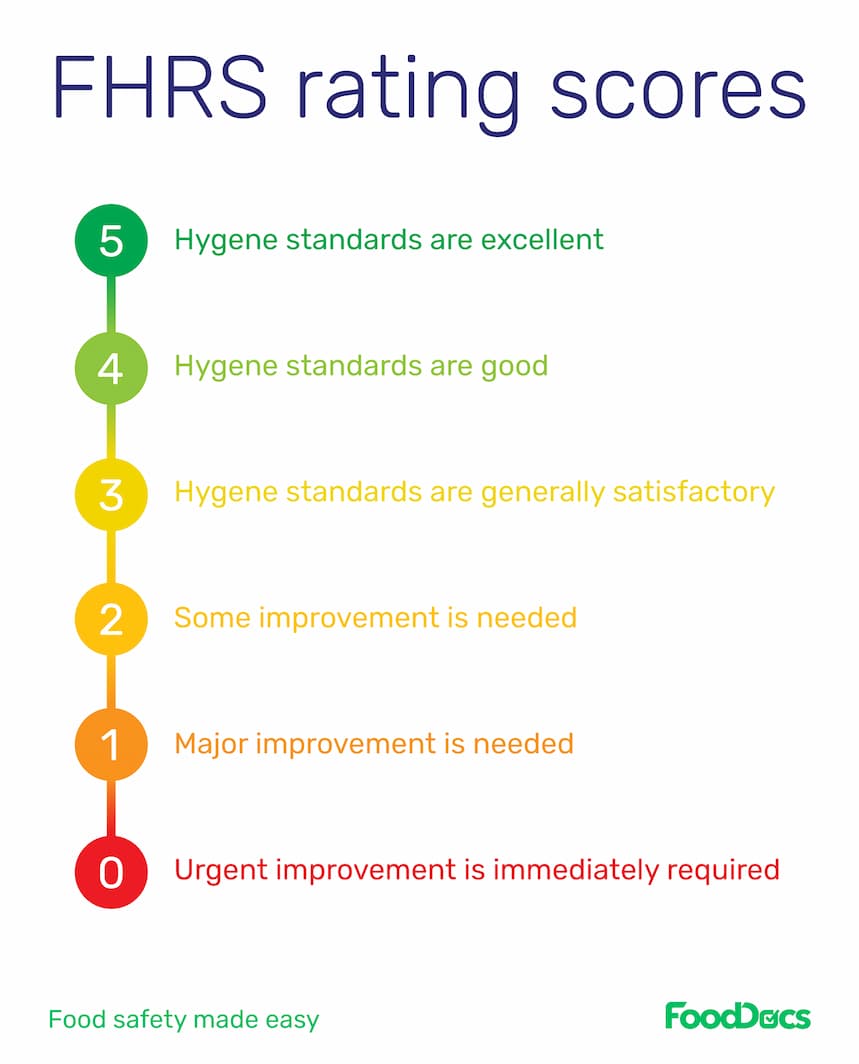 FHRS rating scores
5 Hygene standards are excellent
4 Hygene standards are good
3 Hygene standards are generally satisfactory
2 Some improvement is needed
1 Major improvement is needed
0 Urgent improvement is immediately required
Food safety made easy FoodDocs